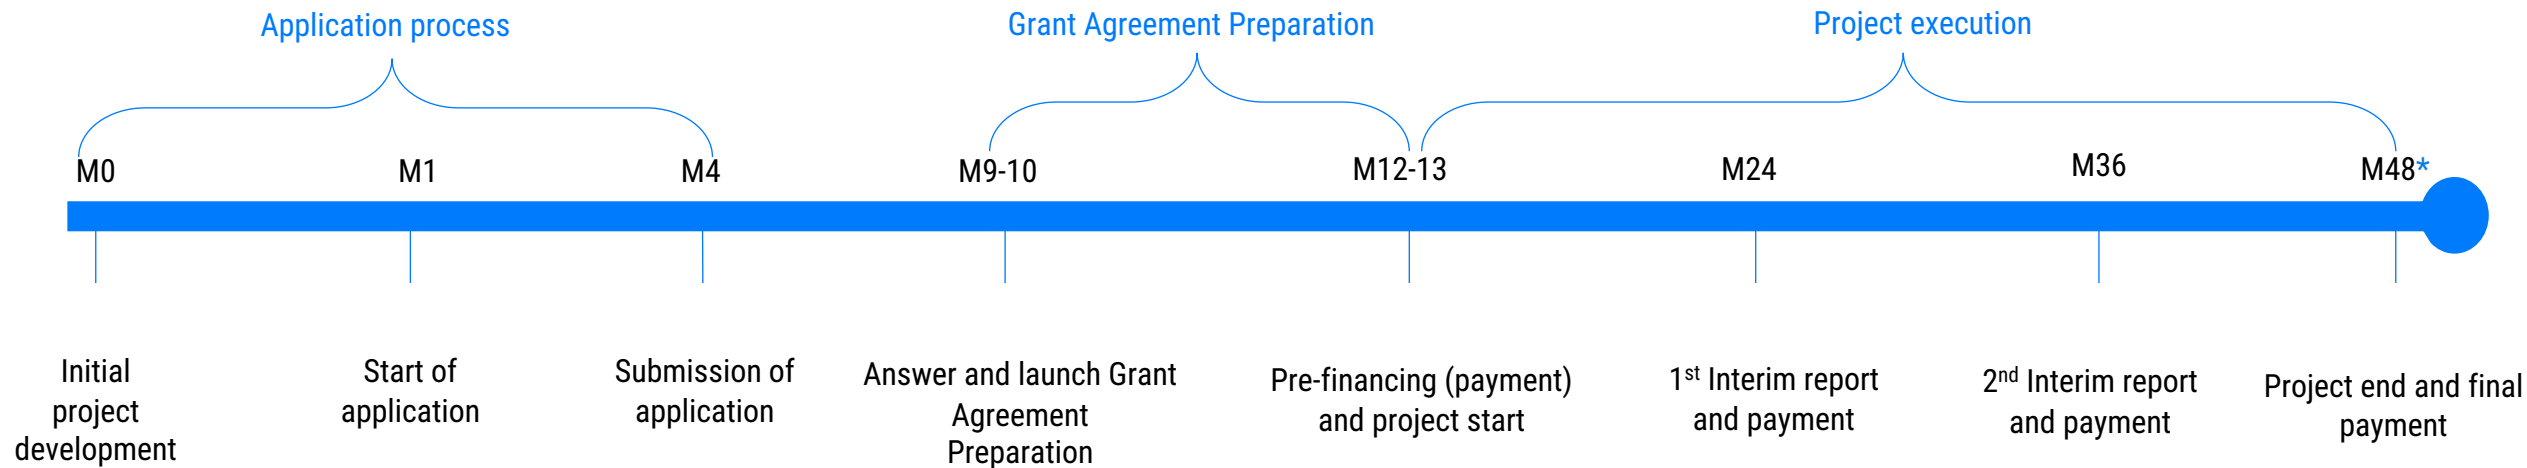 Application process
Grant Agreement Preparation
Project execution
M0
M1
M4
M9-10
M12-13
M24
M36
M48*
Initial
project
development
Start of
application
Submission of
application
Answer and launch Grant
Agreement
Preparation
Pre-financing (payment)
and project start
1st Interim report
and payment
2nd Interim report
and payment
Project end and final
payment